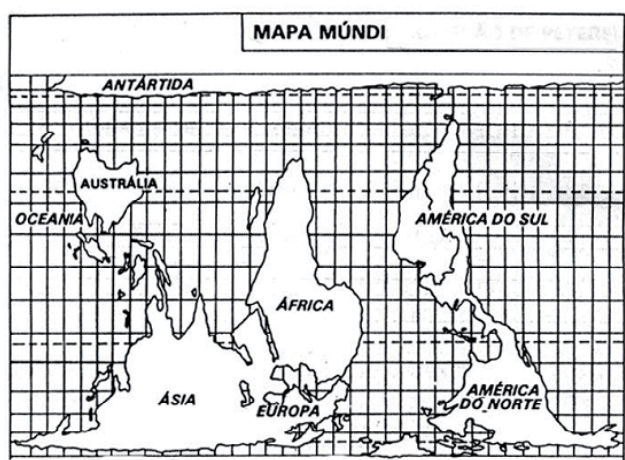 MAPA MÚNDI
ANTÁRTIDA
AUSTRÁLIA
OCEANIA
AMÉRICA DO SUL
ÁFRICA
ÁSIA
EUROPA
AMÉRICA
DO NORTE